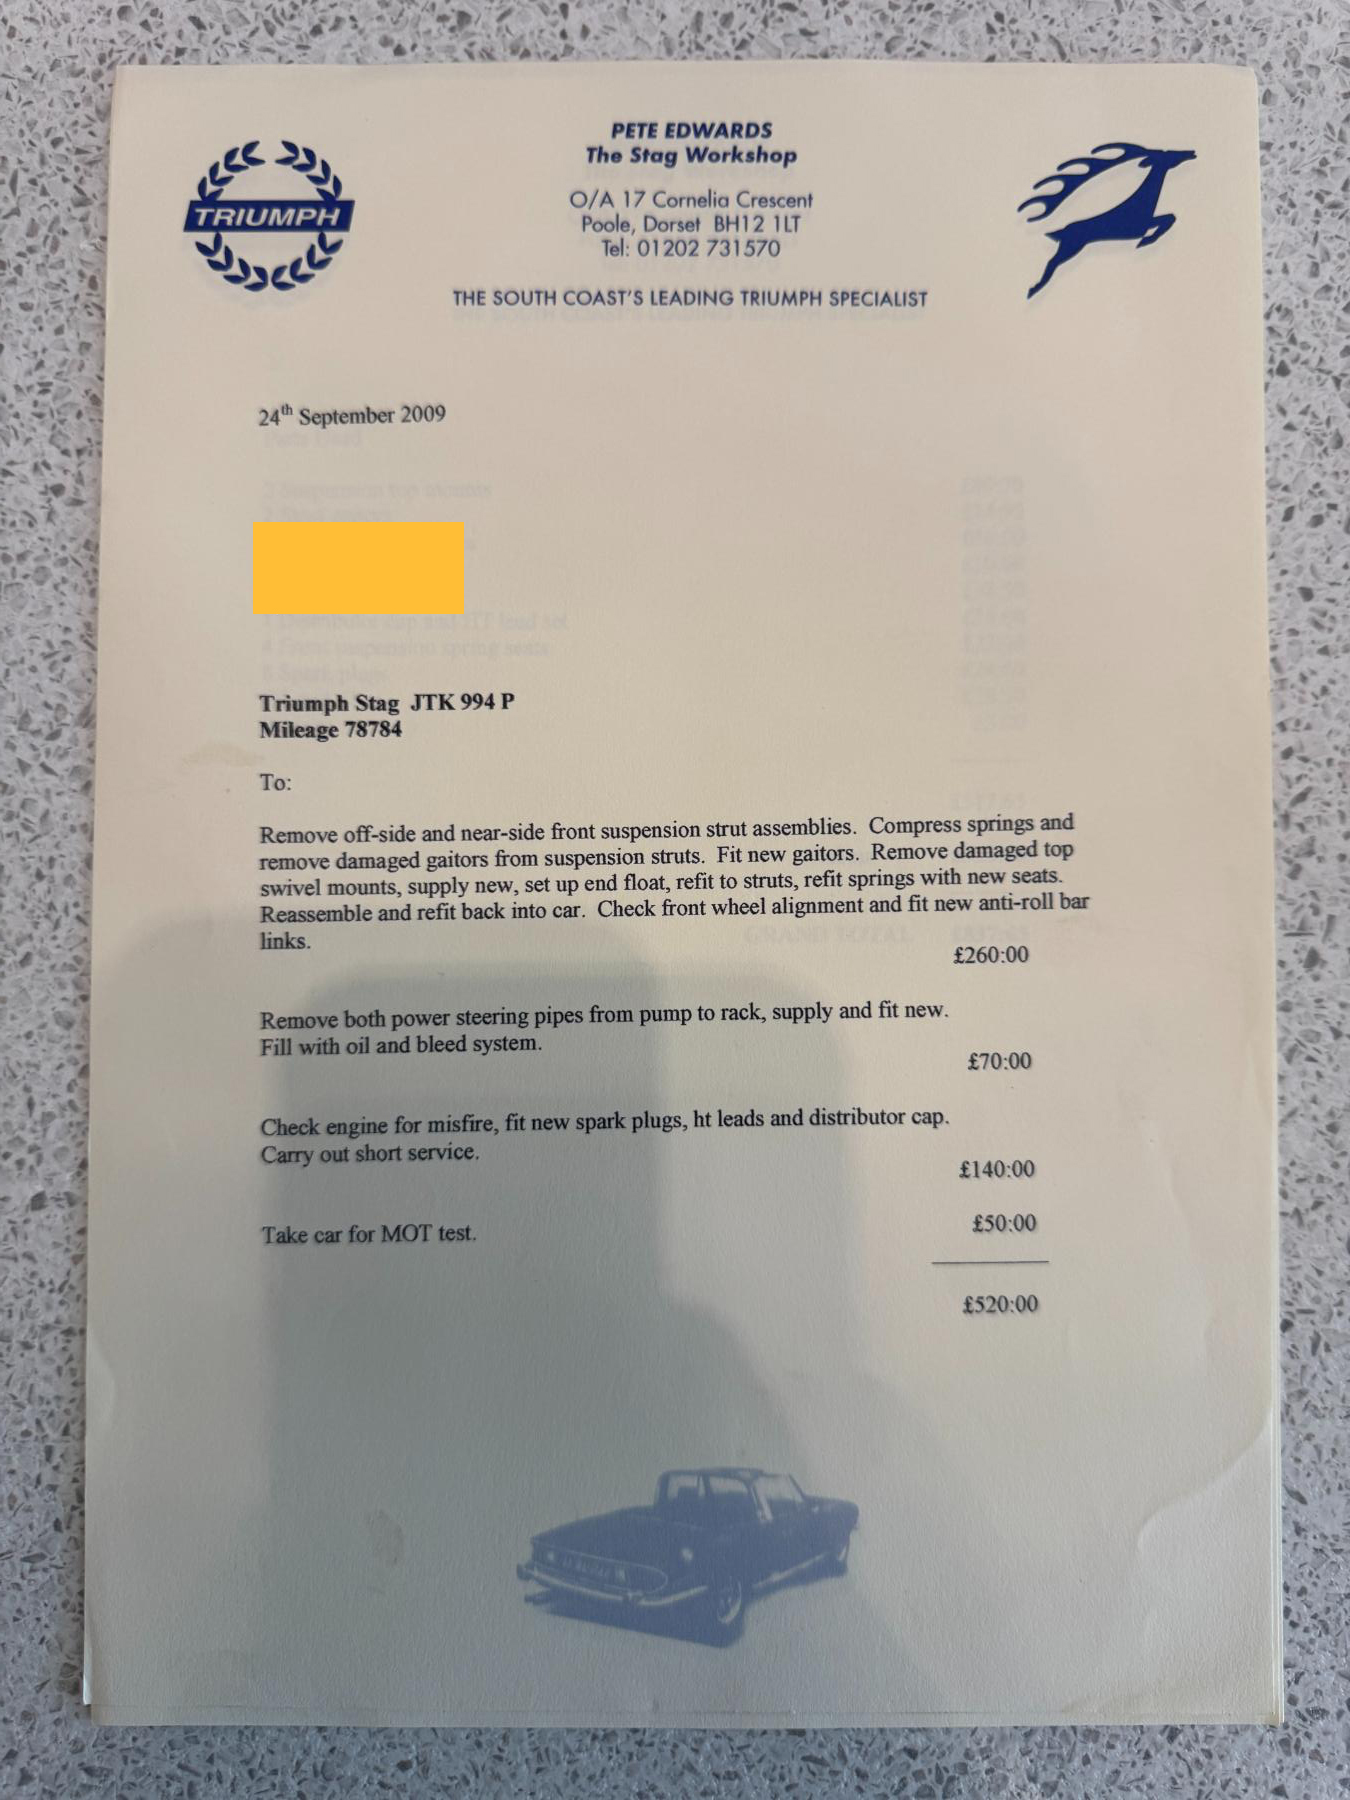 TRIUMPH
PETE EDWARDS
The Stag Workshop
O/A 17 Cornelia Crescent
Poole, Dorset BH12 1LT
Tel: 01202 731570
THE SOUTH COAST'S LEADING TRIUMPH SPECIALIST
24th September 2009
Triumph Stag JTK 994 P
Mileage 78784
To:
Remove off-side and near-side front suspension strut assemblies. Compress springs and
remove damaged gaitors from suspension struts. Fit new gaitors. Remove damaged top
swivel mounts, supply new, set up end float, refit to struts, refit springs with new seats.
Reassemble and refit back into car. Check front wheel alignment and fit new anti-roll bar
links.
£260:00
Remove both power steering pipes from pump to rack, supply and fit new.
Fill with oil and bleed system.
£70:00
Check engine for misfire, fit new spark plugs, ht leads and distributor cap.
Carry out short service.
£140:00
Take car for MOT test.
£50:00
£520:00